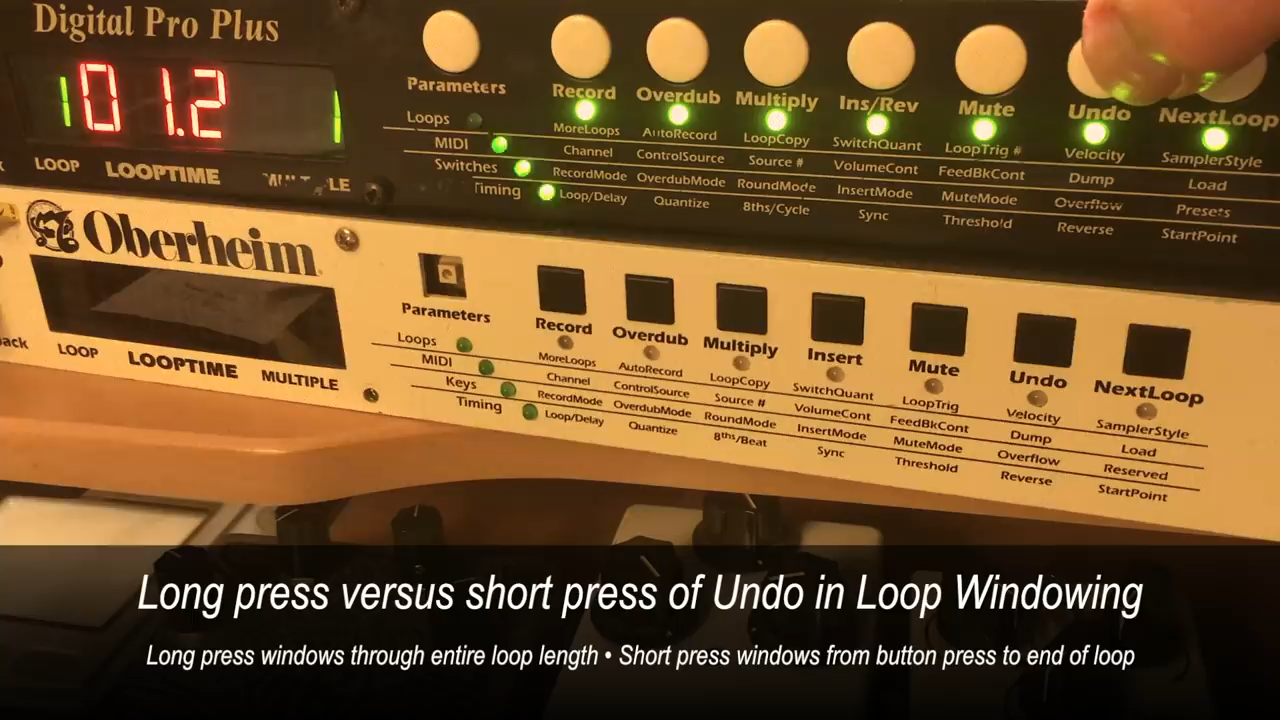 Digital Pro Plus
1 0 1.2
LOOP LOOPTIME
Parameters Record Overdub Multiply Ins/Rev Mute Undo NextLoop
Loops MoreLoops AutoRecord LoopCopy SwitchQuant LoopTrig # Velocity SamplerStyle
MIDI Channel ControlSource Source # VolumeCont FeedBkCont Dump Load
Switches RecordMode OverdubMode RoundMode InsertMode MuteMode Overflow Presets
Timing Loop/Delay Quantize 8ths/Cycle Sync Threshold Reverse StartPoint
Oberheim
LOOP LOOPTIME MULTIPLE
Parameters Record Overdub Multiply Insert Mute Undo NextLoop
Loops MoreLoops AutoRecord LoopCopy SwitchQuant LoopTrig Velocity SamplerStyle
MIDI Channel ControlSource Source # VolumeCont FeedBkCont Dump Load
Keys RecordMode OverdubMode RoundMode InsertMode MuteMode Overflow Reserved
Timing Loop/Delay Quantize 8ths/Beat Sync Threshold Reverse StartPoint
Long press versus short press of Undo in Loop Windowing
Long press windows through entire loop length • Short press windows from button press to end of loop